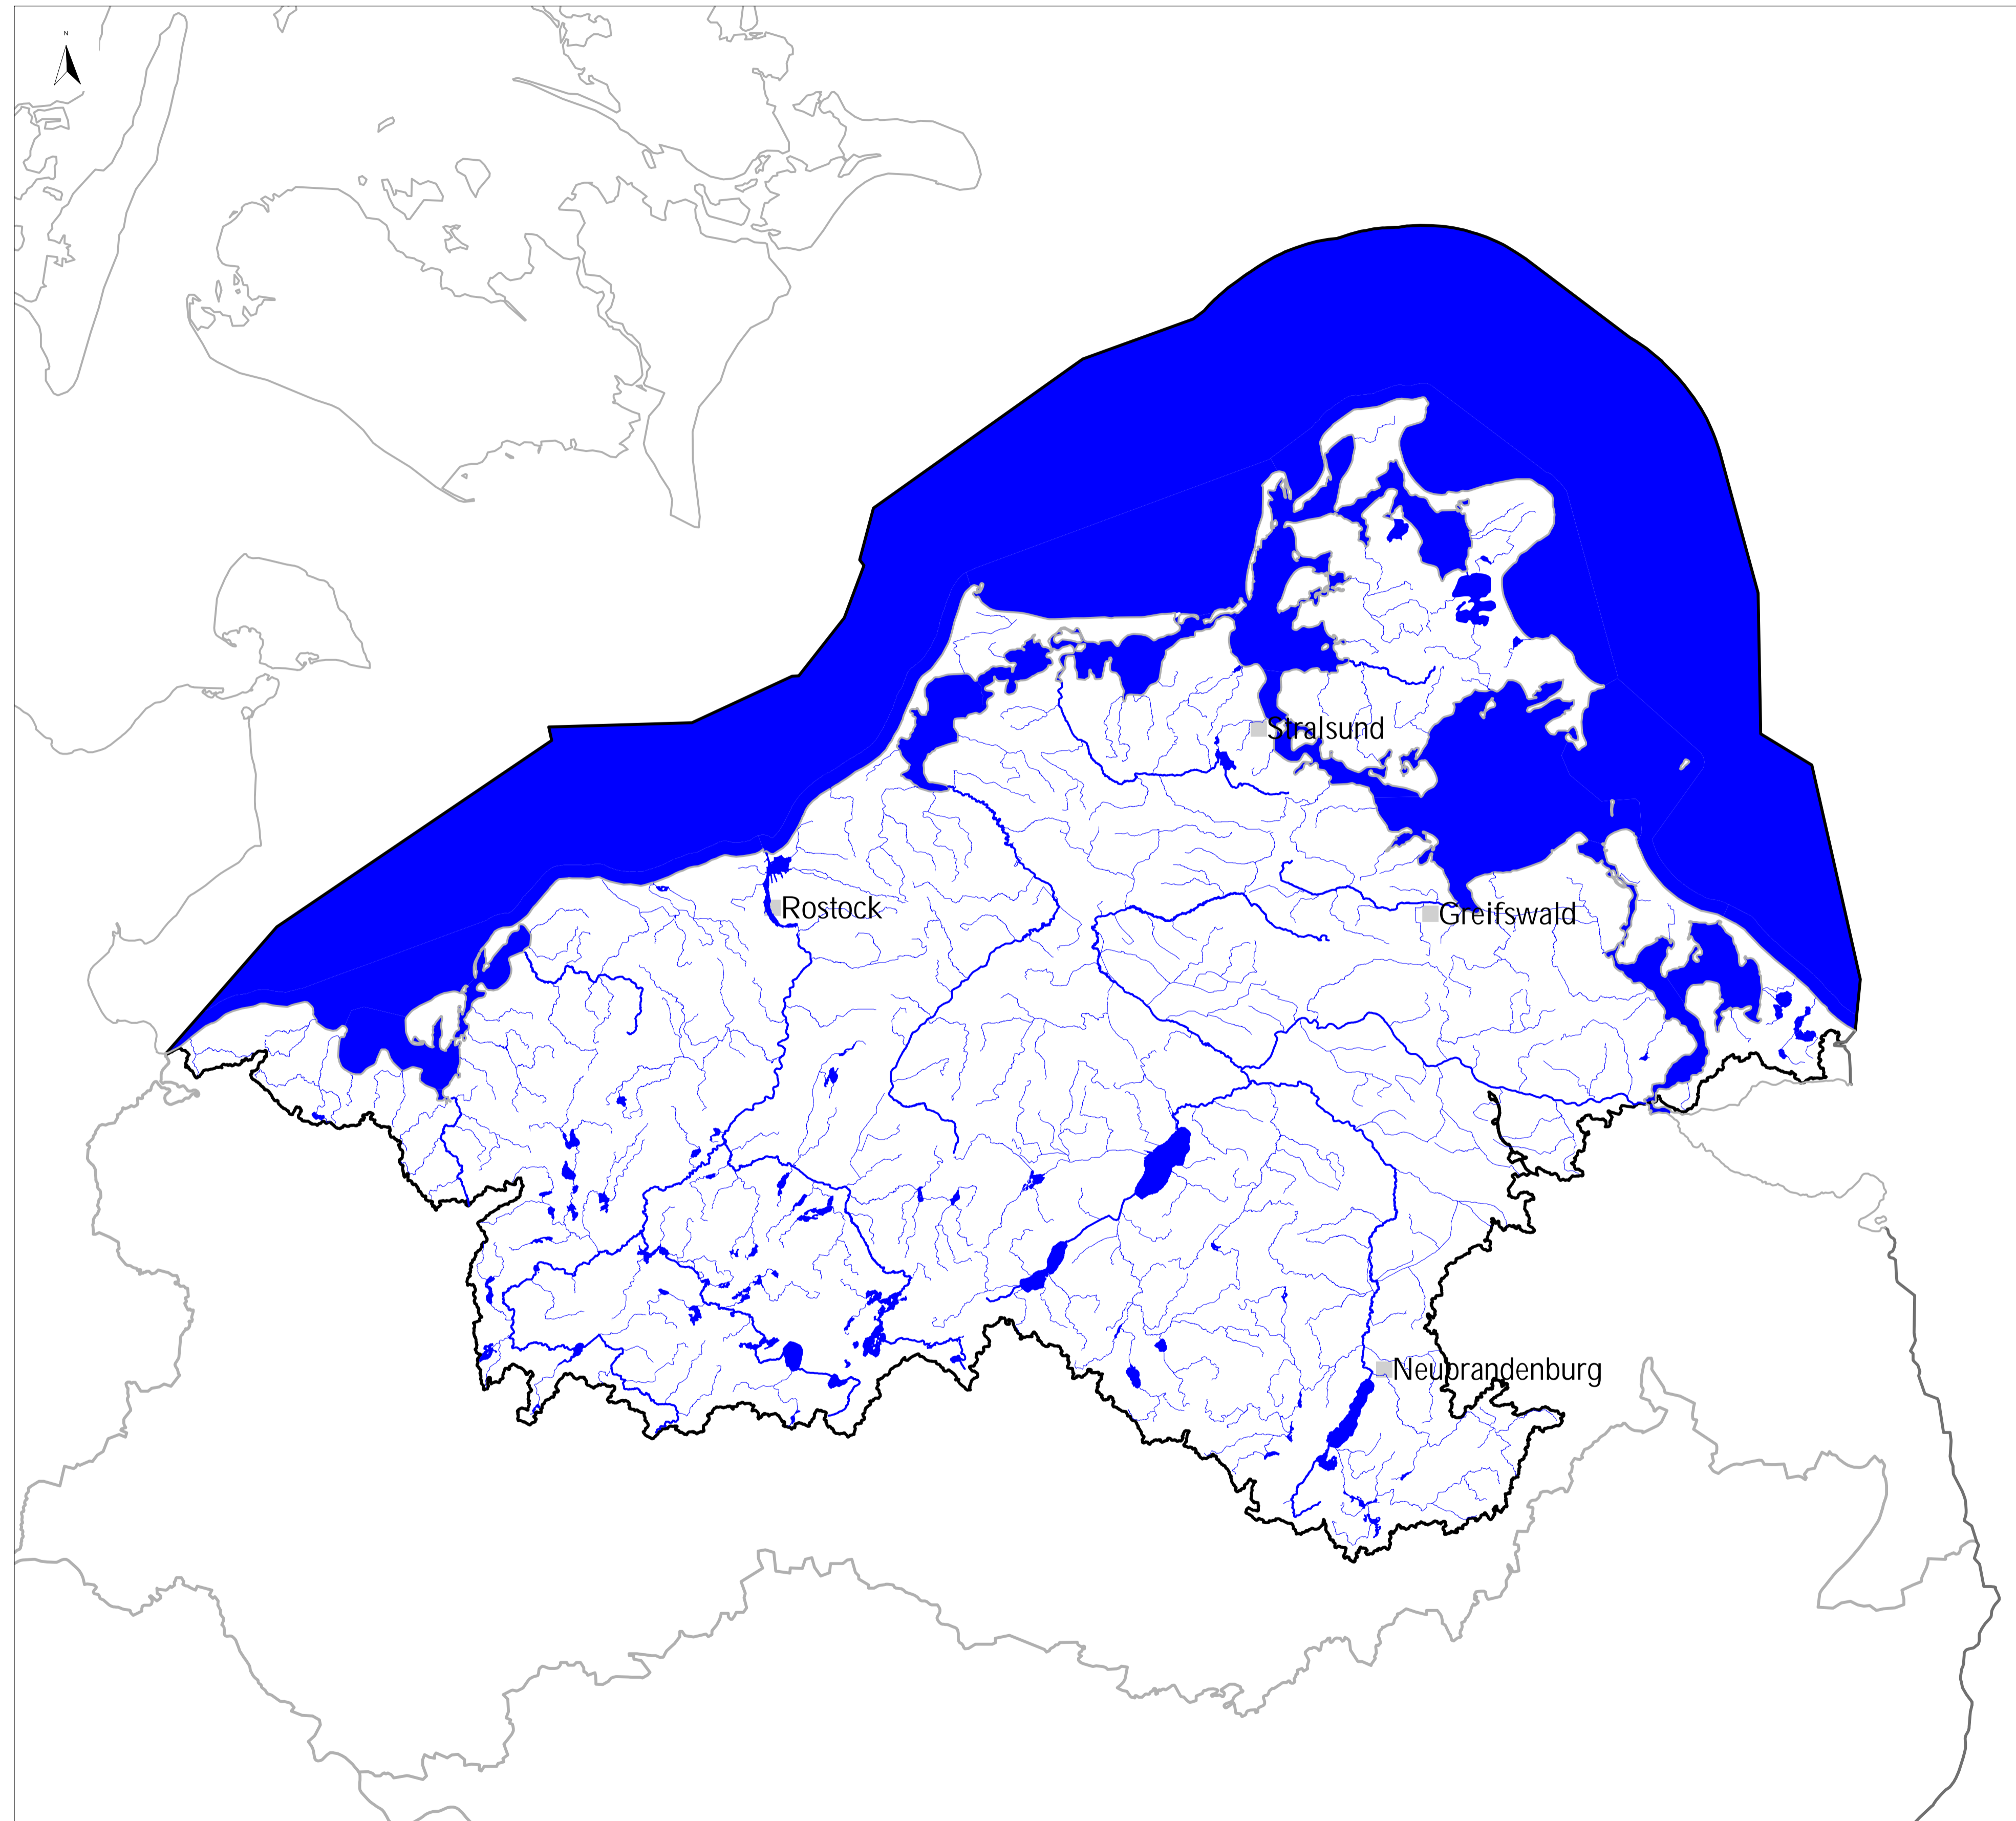 N
Stralsund
Rostock
Greifswald
Neubrandenburg